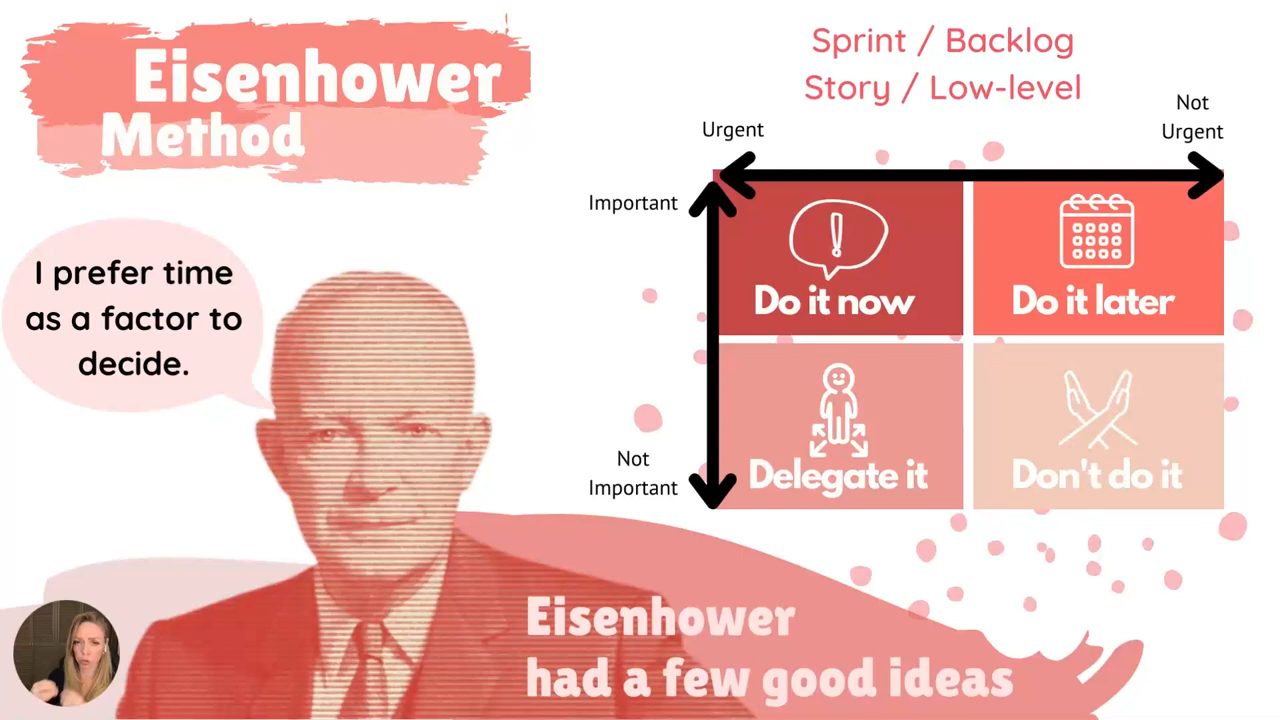 Eisenhower
Method
I prefer time
as a factor to
decide.
Sprint / Backlog
Story / Low-level
Urgent
Not
Urgent
Important
Not
Important
Do it now
Do it later
Delegate it
Don't do it
Eisenhower
had a few good ideas